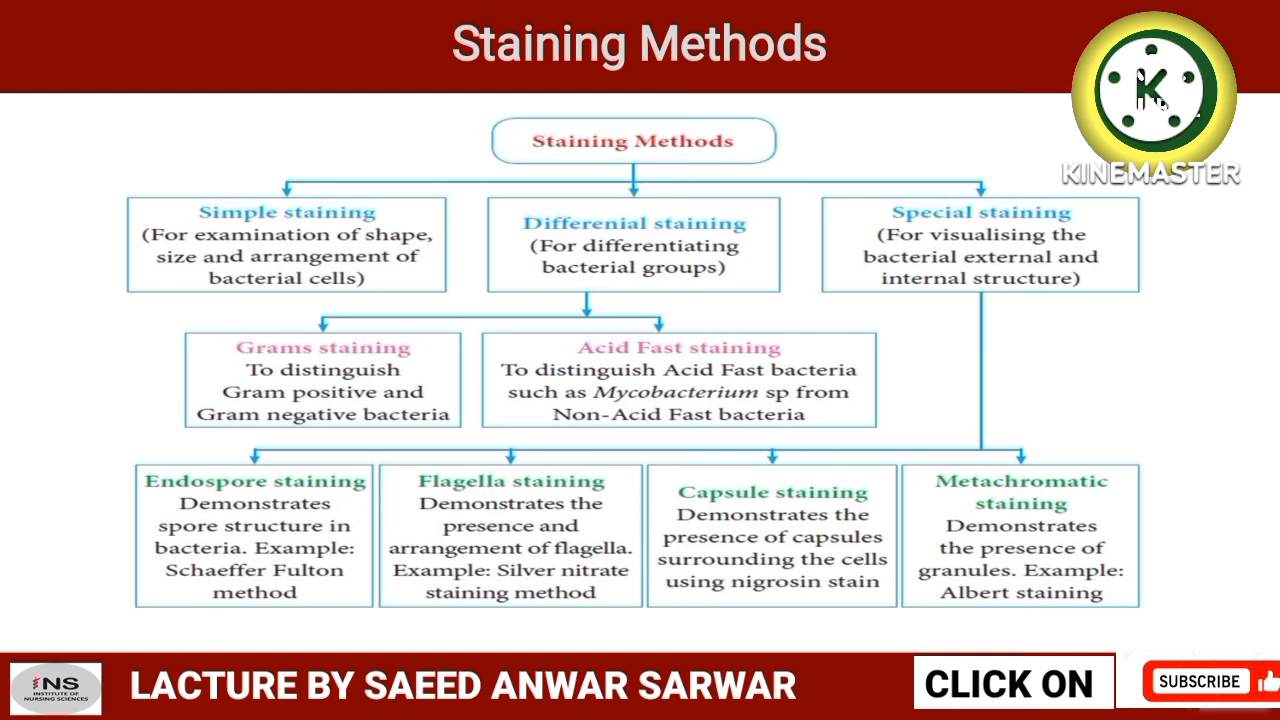 Staining Methods
K
KINEMASTER
Staining Methods
Simple staining
(For examination of shape,
size and arrangement of
bacterial cells)
Differenial staining
(For differentiating
bacterial groups)
Special staining
(For visualising the
bacterial external and
internal structure)
Grams staining
To distinguish
Gram positive and
Gram negative bacteria
Acid Fast staining
To distinguish Acid Fast bacteria
such as Mycobacterium sp from
Non-Acid Fast bacteria
Endospore staining
Demonstrates
spore structure in
bacteria. Example:
Schaeffer Fulton
method
Flagella staining
Demonstrates the
presence and
arrangement of flagella.
Example: Silver nitrate
staining method
Capsule staining
Demonstrates the
presence of capsules
surrounding the cells
using nigrosin stain
Metachromatic
staining
Demonstrates
the presence of
granules. Example:
Albert staining
INS
INSTITUTE OF
NURSING SCIENCES
LACTURE BY SAEED ANWAR SARWAR
CLICK ON
SUBSCRIBE